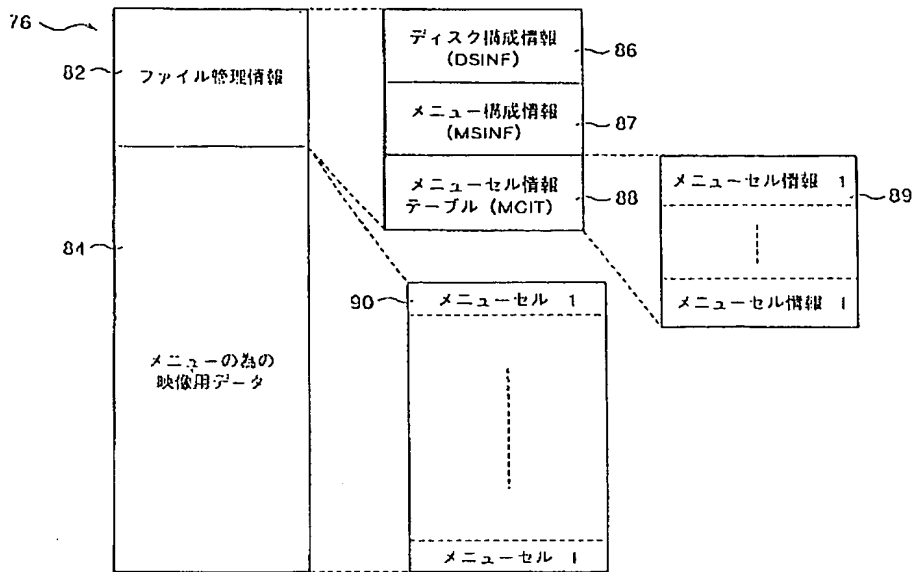 76
82
ファイル管理情報
84
メニューの為の
映像用データ
ディスク構成情報
(DSINF)
86
メニュー構成情報
(MSINF)
87
メニューセル情報
テーブル (MCIT)
88
メニューセル情報 1
89
メニューセル情報 I
90
メニューセル 1
メニューセル I